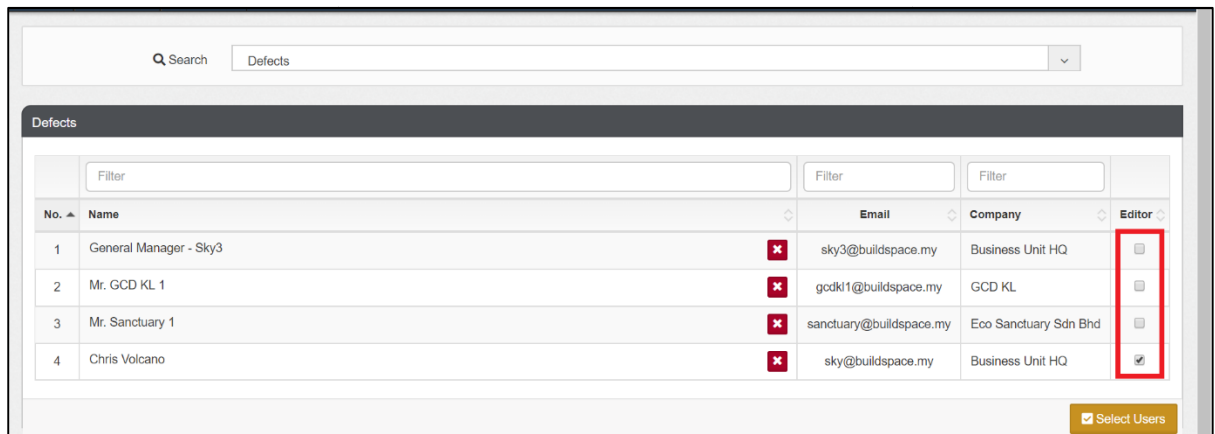 Search Defects
Defects
Filter Filter Filter
No. Name Email Company Editor
1 General Manager - Sky3 sky3@buildspace.my Business Unit HQ
2 Mr. GCD KL 1 gcdkl1@buildspace.my GCD KL
3 Mr. Sanctuary 1 sanctuary@buildspace.my Eco Sanctuary Sdn Bhd
4 Chris Volcano sky@buildspace.my Business Unit HQ
Select Users